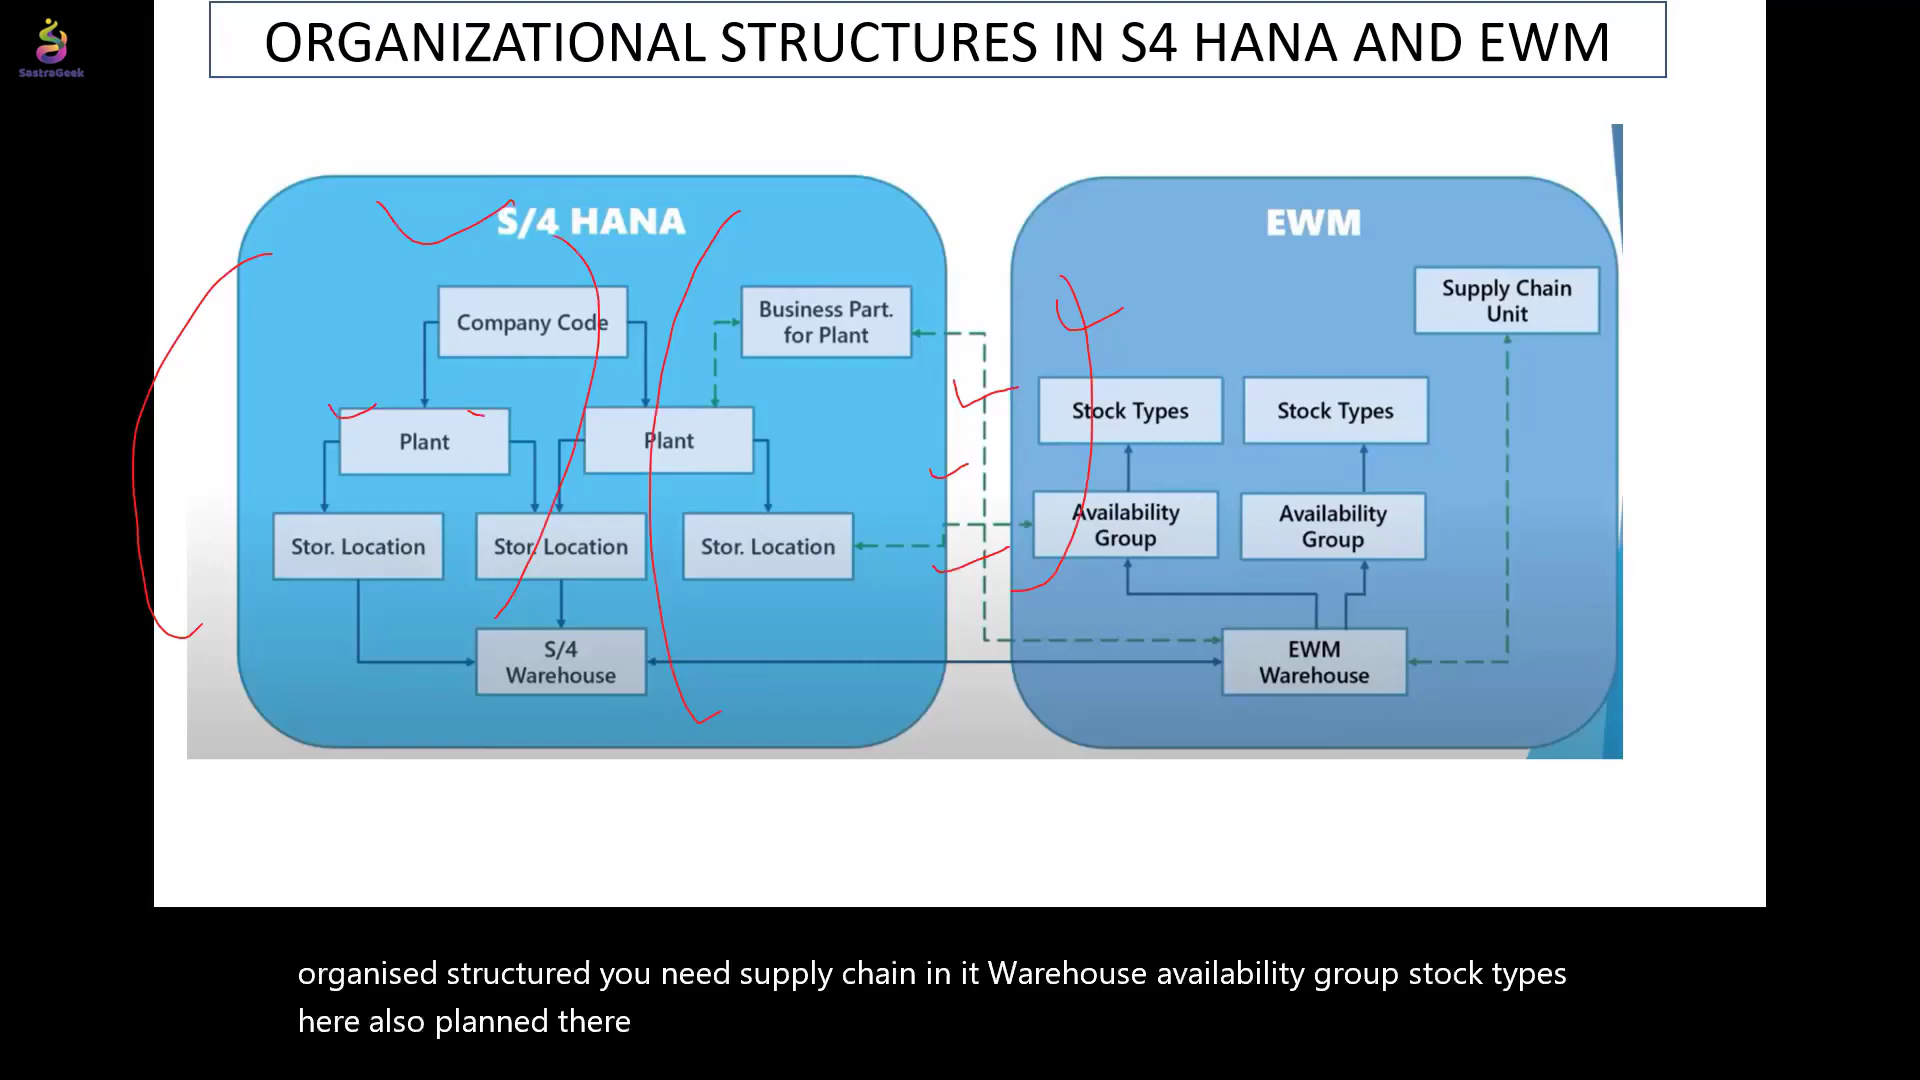 SastraGeek
ORGANIZATIONAL STRUCTURES IN S4 HANA AND EWM
S/4 HANA
Company Code
Business Part.
for Plant
Plant
Plant
Stor. Location
Stor. Location
Stor. Location
S/4
Warehouse
EWM
Supply Chain
Unit
Stock Types
Stock Types
Availability
Group
Availability
Group
EWM
Warehouse
organised structured you need supply chain in it Warehouse availability group stock types
here also planned there